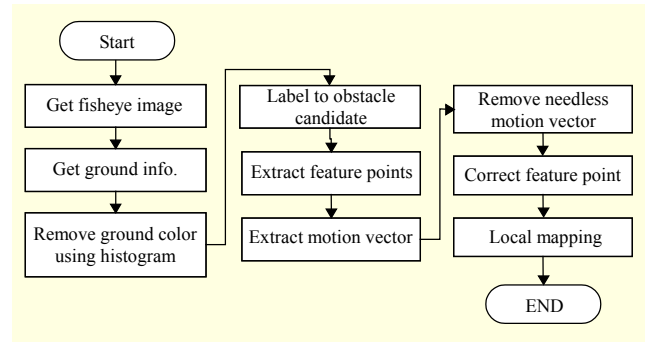 Start
Get fisheye image
Get ground info.
Remove ground color
using histogram
Label to obstacle
candidate
Extract feature points
Extract motion vector
Remove needless
motion vector
Correct feature point
Local mapping
END